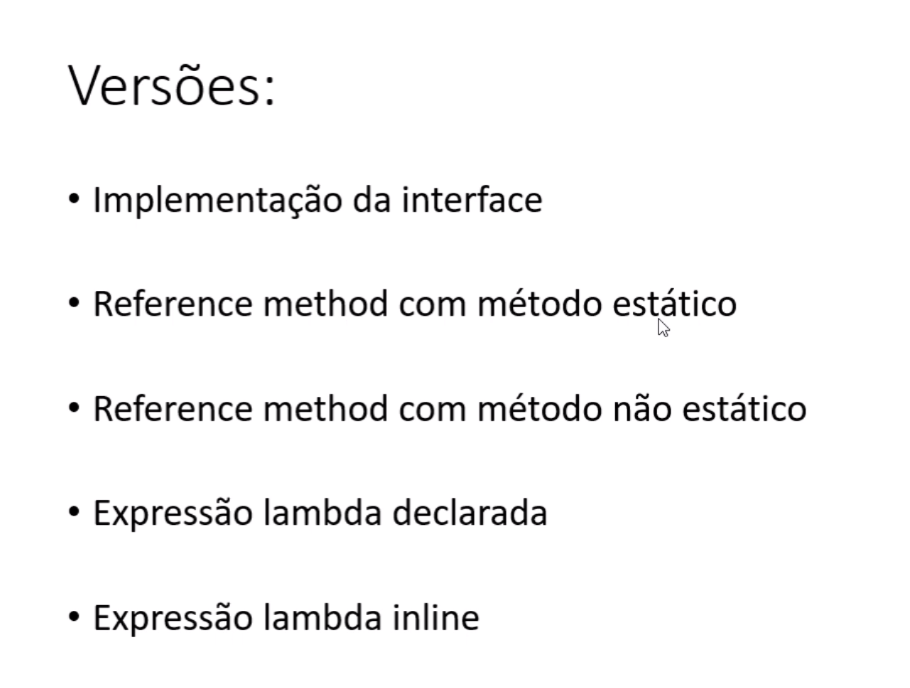 Versões:
• Implementação da interface
• Reference method com método estático
• Reference method com método não estático
• Expressão lambda declarada
• Expressão lambda inline